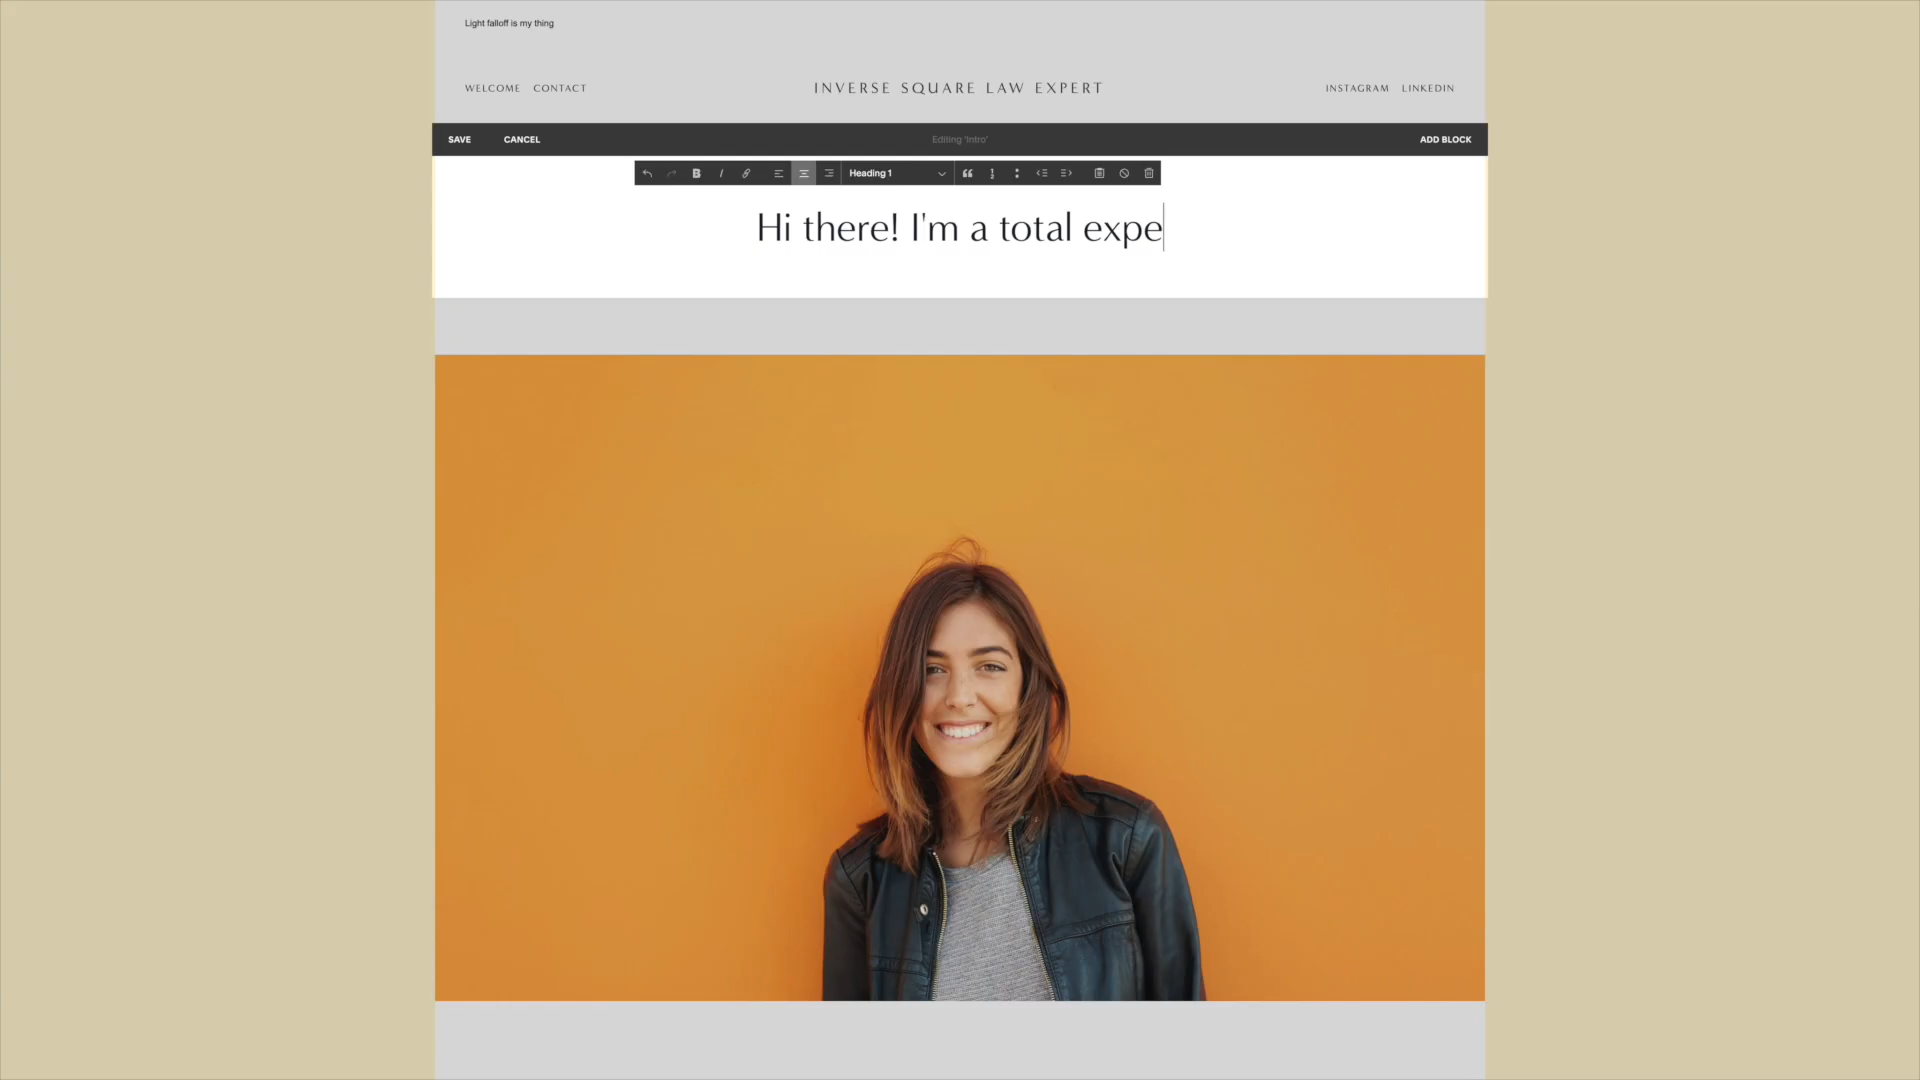 Light falloff is my thing
WELCOME CONTACT
INVERSE SQUARE LAW EXPERT
INSTAGRAM LINKEDIN
SAVE CANCEL
Editing 'Intro'
ADD BLOCK
Heading 1
Hi there! I'm a total expe